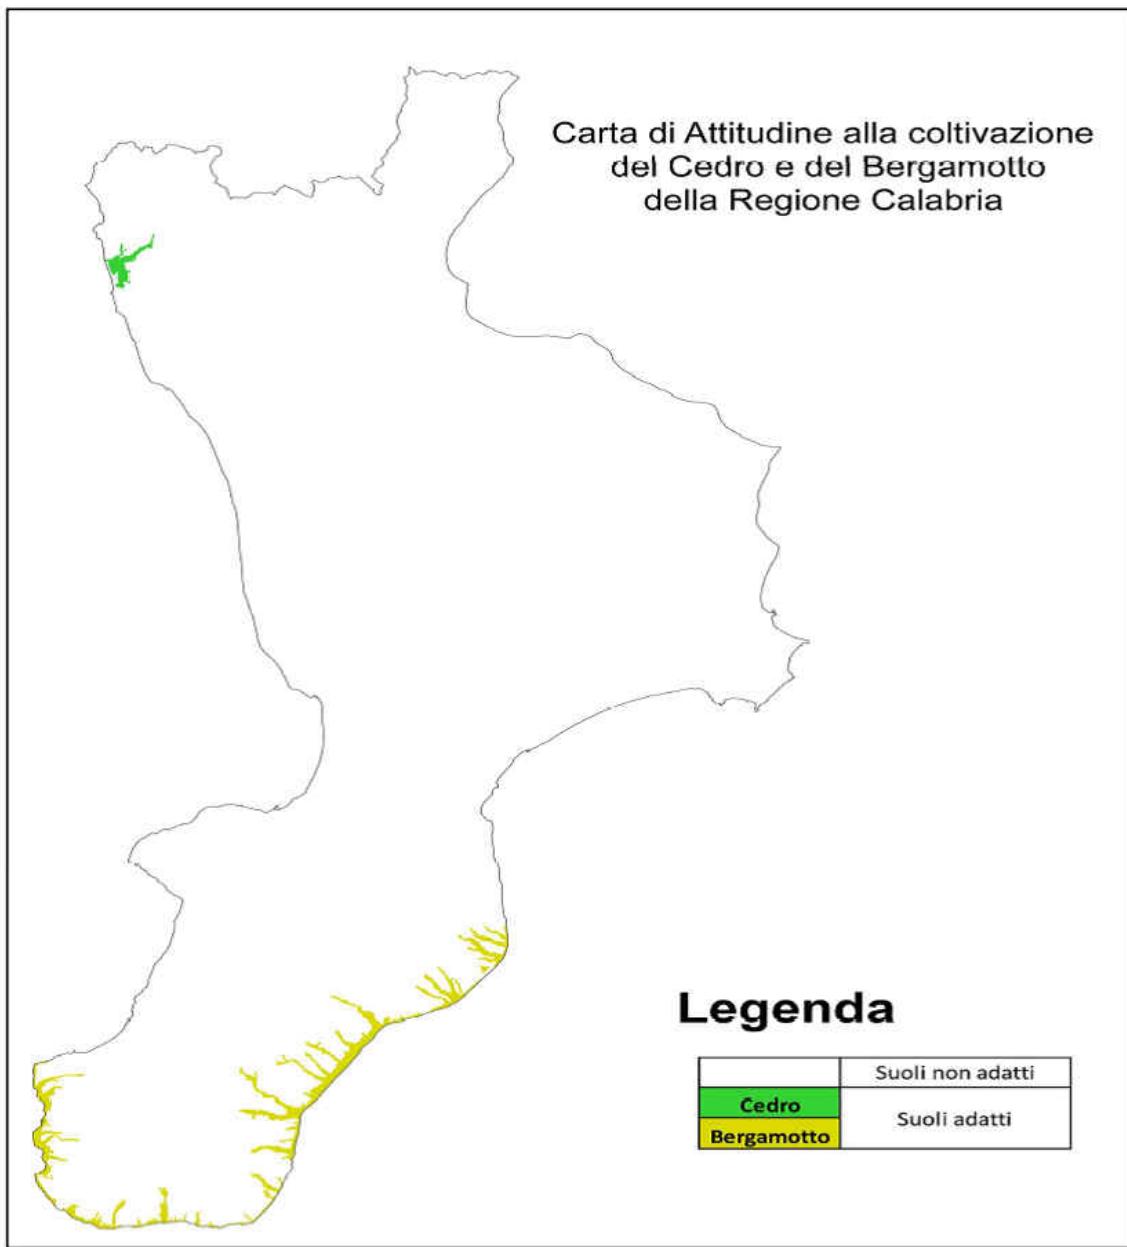 Carta di Attitudine alla coltivazione
del Cedro e del Bergamotto
della Regione Calabria
Legenda
Suoli non adatti
Cedro
Suoli adatti
Bergamotto